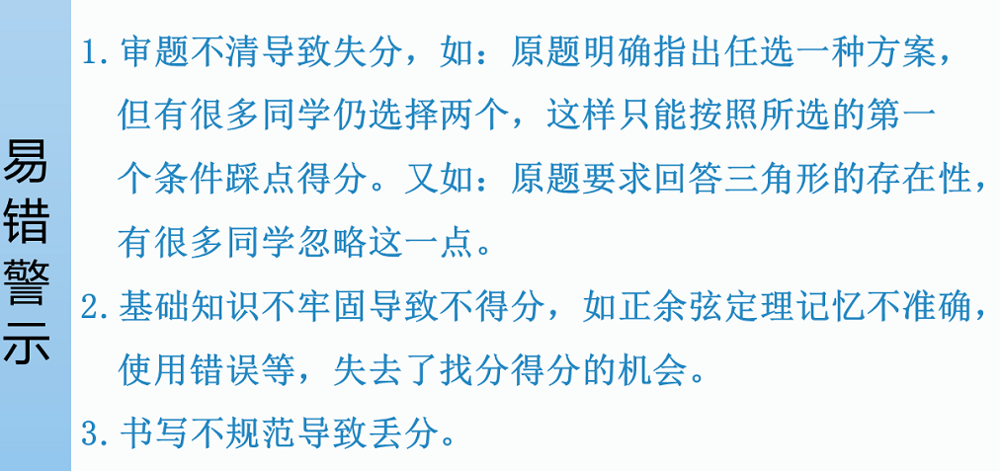 易错警示
1. 审题不清导致失分，如：原题明确指出任选一种方案，
但有很多同学仍选择两个，这样只能按照所选的第一
个条件踩点得分。又如：原题要求回答三角形的存在性，
有很多同学忽略这一点。
2. 基础知识不牢固导致不得分，如正余弦定理记忆不准确，
使用错误等，失去了找分得分的机会。
3. 书写不规范导致丢分。